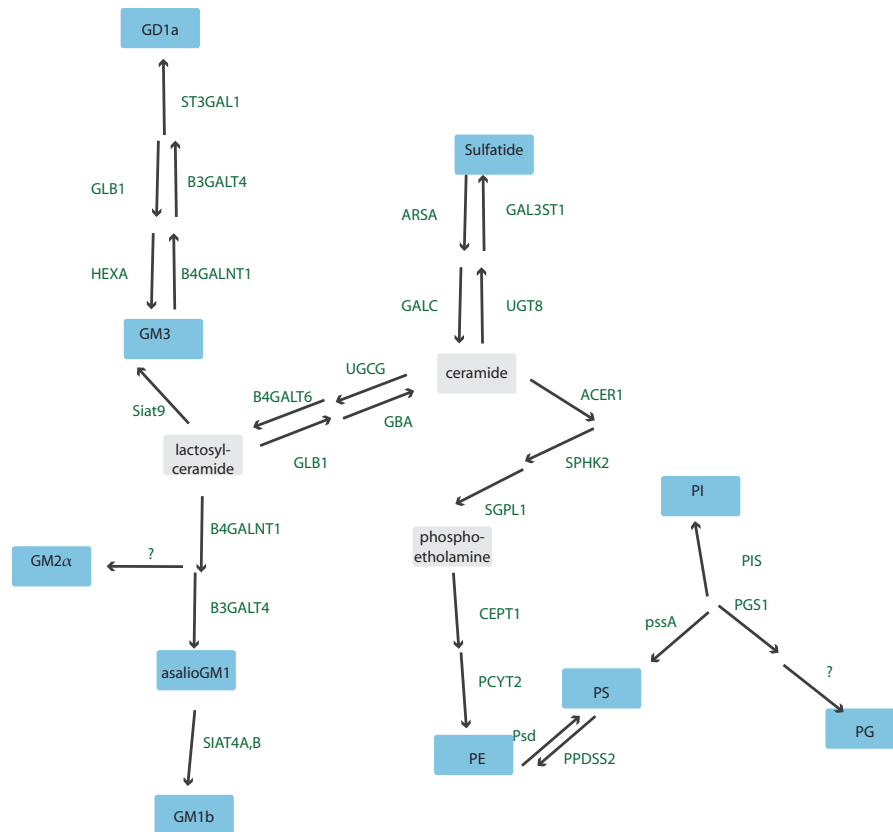 GD1a
ST3GAL1
Sulfatide
GLB1
B3GALT4
ARSA
GAL3ST1
HEXA
B4GALNT1
GALC
UGT8
GM3
UGCG
ceramide
B4GALT6
ACER1
Siat9
GBA
lactosyl-
ceramide
GLB1
SPHK2
PI
SGPL1
B4GALNT1
phospho-
etholamine
GM2α
?
PIS
B3GALT4
CEPT1
pssA
PGS1
asalioGM1
PCYT2
PS
?
SIAT4A,B
Psd
PE
PPDSS2
PG
GM1b